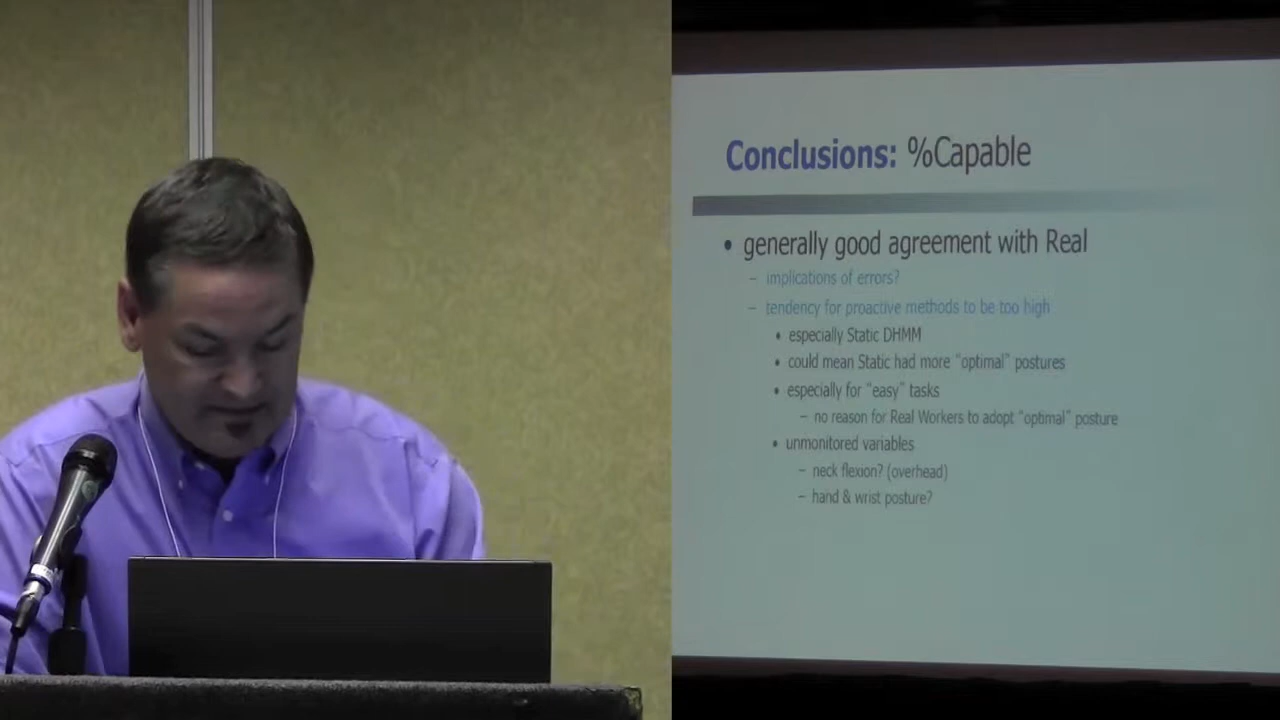 Conclusions: %Capable
• generally good agreement with Real
– implications of errors?
– tendency for proactive methods to be too high
• especially Static DHMM
• could mean Static had more “optimal” postures
• especially for “easy” tasks
– no reason for Real Workers to adopt “optimal” posture
• unmonitored variables
– neck flexion? (overhead)
– hand & wrist posture?